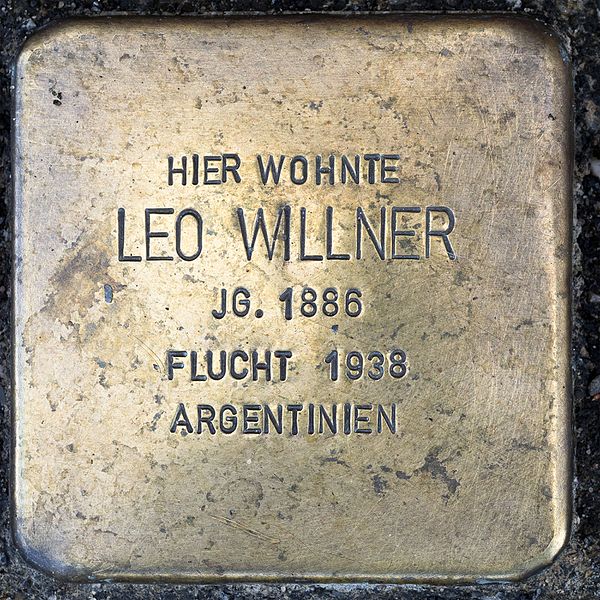 HIER WOHNTE
LEO WILLNER
JG. 1886
FLUCHT 1938
ARGENTINIEN